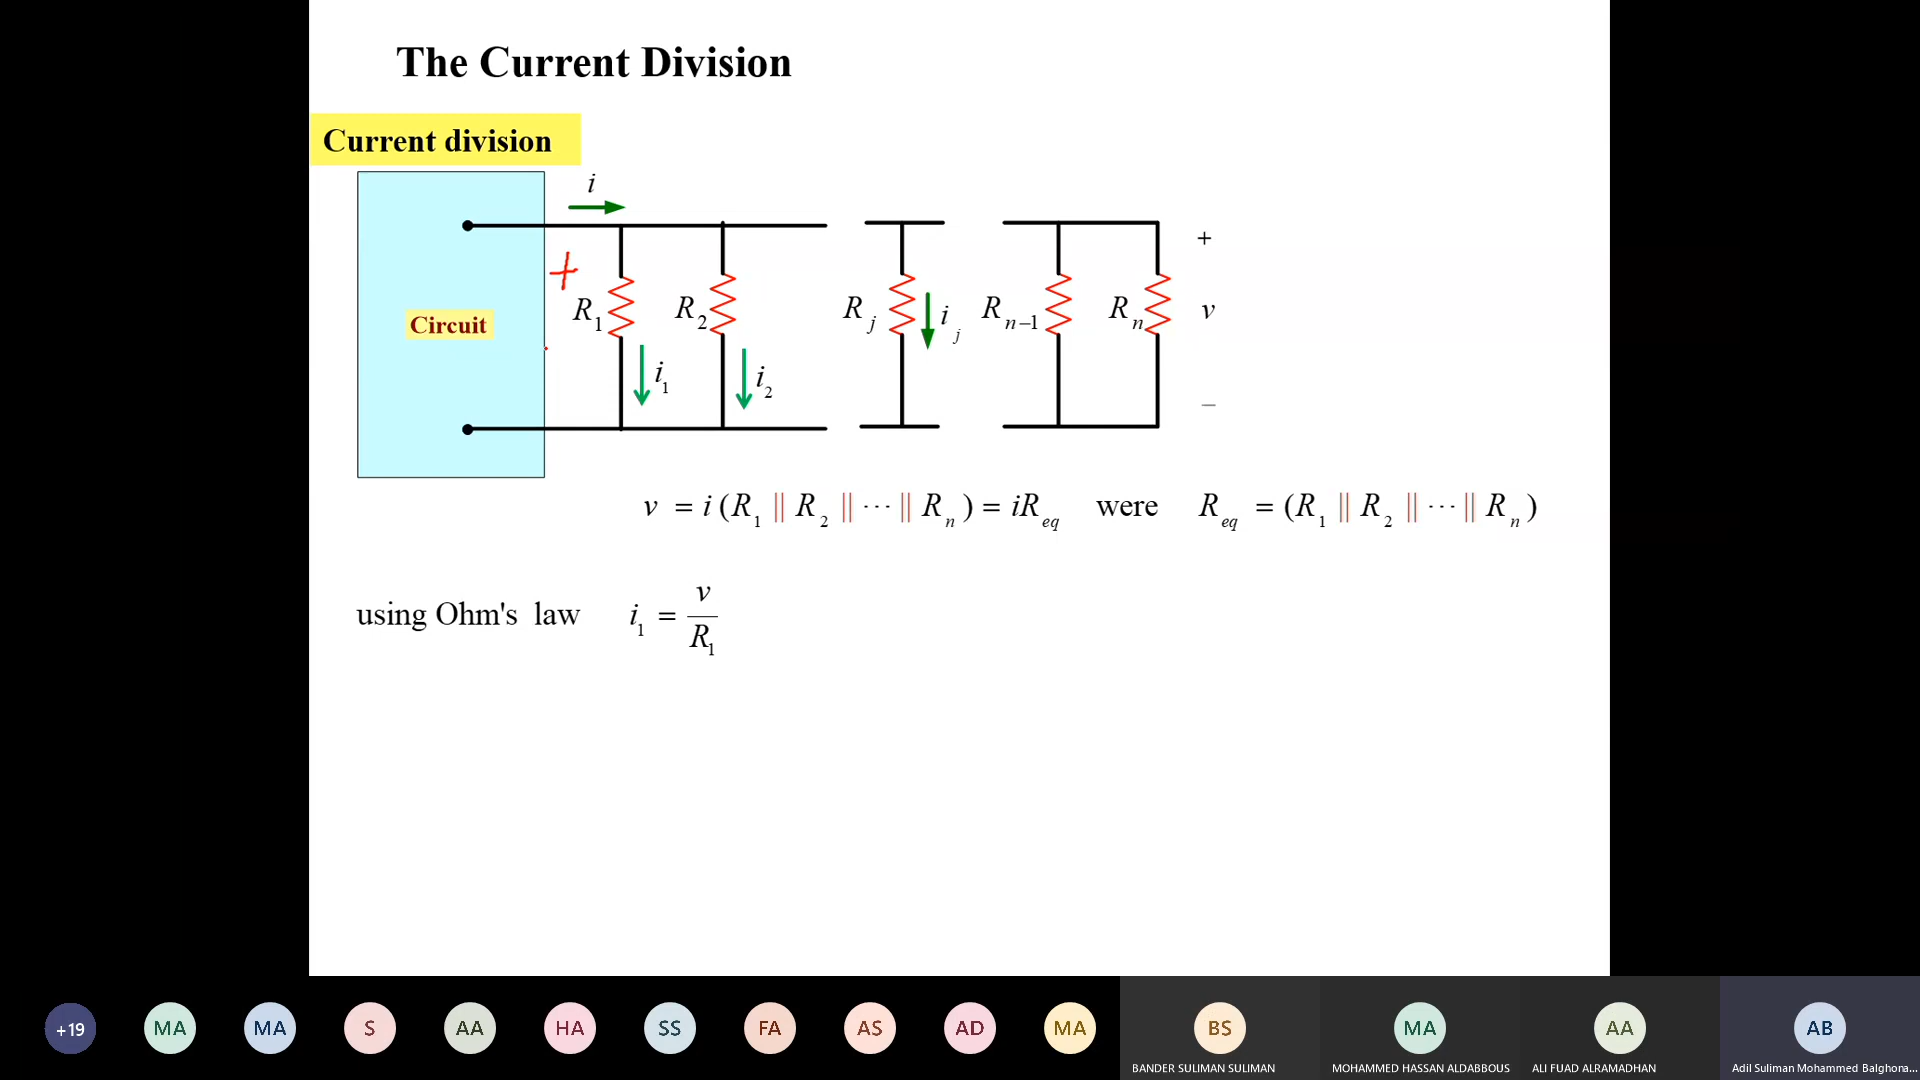 The Current Division
Current division
i
+
+
Circuit
R1
R2
Rj
ij
Rn−1
Rn
v
i1
i2
−
v = i (R1 || R2 || ⋯ || Rn) = iReq were Req = (R1 || R2 || ⋯ || Rn)
using Ohm's law i1 = v/R1
+19
MA
MA
S
AA
HA
SS
FA
AS
AD
MA
BS
MA
AA
AB
BANDER SULIMAN SULIMAN
MOHAMMED HASSAN ALDABBOUS
ALI FUAD ALRAMADHAN
Adil Suliman Mohammed Balghona...